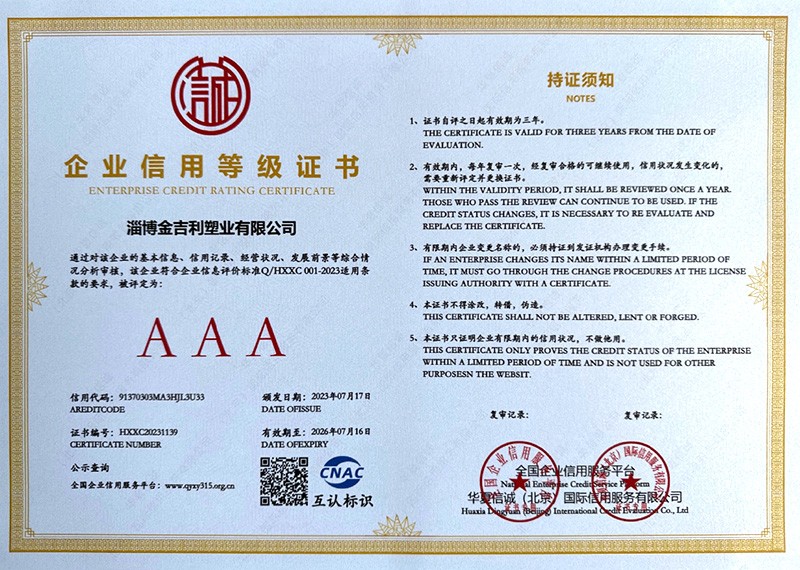 企业信用等级证书
ENTERPRISE CREDIT RATING CERTIFICATE
淄博金吉利塑业有限公司
通过对该企业的基本信息、信用记录、经营状况、发展前景等综合情
况分析审核，该企业符合企业信息评价标准Q/HXXC 001-2023适用条
款的要求，被评定为：
AAA
信用代码：91370303MA3HJL3U33
AREDITCODE
颁发日期：2023年07月17日
DATE OFISSUE
证书编号：HXXC20231139
CERTIFICATE NUMBER
有效期至：2026年07月16日
DATE OFEXPIRY
公示查询
全国企业信用服务平台：www.qyxy315.org.cn
CNAC
互认标识
持证须知
NOTES
1、证书自评之日起有效期为三年。
THE CERTIFICATE IS VALID FOR THREE YEARS FROM THE DATE OF
EVALUATION.
2、有效期内，每年复审一次，经复审合格的可继续使用，信用状况发生变化的，
需要重新评定并更换证书。
WITHIN THE VALIDITY PERIOD, IT SHALL BE REVIEWED ONCE A YEAR.
THOSE WHO PASS THE REVIEW CAN CONTINUE TO BE USED. IF THE
CREDIT STATUS CHANGES, IT IS NECESSARY TO RE EVALUATE AND
REPLACE THE CERTIFICATE.
3、有限期内企业变更名称的，必须持证到发证机构办理变更手续。
IF AN ENTERPRISE CHANGES ITS NAME WITHIN A LIMITED PERIOD OF
TIME, IT MUST GO THROUGH THE CHANGE PROCEDURES AT THE LICENSE
ISSUING AUTHORITY WITH A CERTIFICATE.
4、本证书不得涂改，转借，伪造。
THIS CERTIFICATE SHALL NOT BE ALTERED, LENT OR FORGED.
5、本证书只证明企业有限期内的信用状况，不做他用。
THIS CERTIFICATE ONLY PROVES THE CREDIT STATUS OF THE ENTERPRISE
WITHIN A LIMITED PERIOD OF TIME AND IS NOT USED FOR OTHER
PURPOSESN THE WEBSIT.
复审记录：
复审记录：
全国企业信用服务平台
National Enterprise Credit Service Platform
华夏信诚（北京）国际信用服务有限公司
Huaxia Dingyuan (Beijing) International Credit Evaluation Co., Ltd